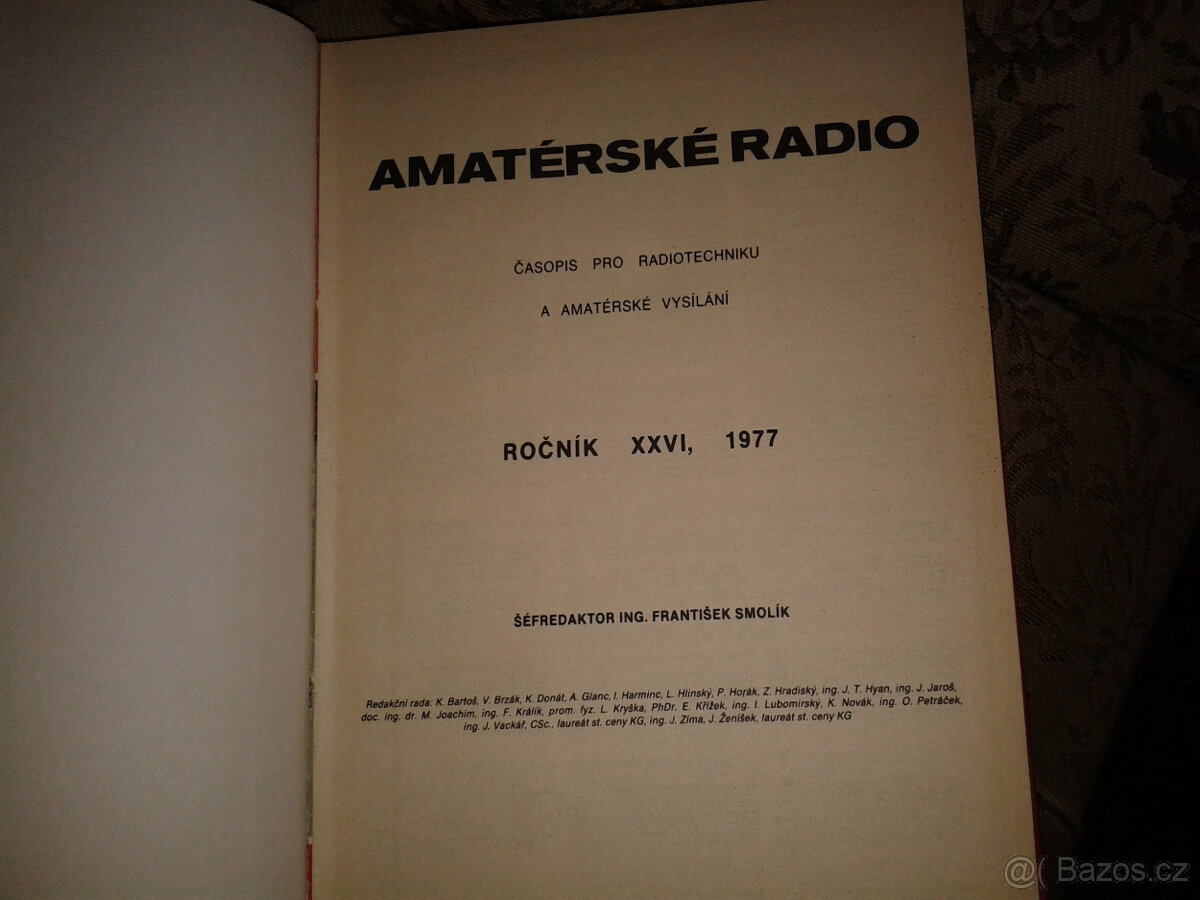 AMATÉRSKÉ RADIO
ČASOPIS PRO RADIOTECHNIKU
A AMATÉRSKÉ VYSÍLÁNÍ
ROČNÍK XXVI, 1977
ŠÉFREDAKTOR ING. FRANTIŠEK SMOLÍK
Redakční rada: K. Bartoš, V. Brzák, K. Donát, A. Glanc, I. Harminc, L. Hlinský, P. Horák, Z. Hradiský, ing. J. T. Hyan, ing. J. Jaroš,
doc. ing. dr. M. Joachim, ing. F. Králík, prom. fyz. L. Kryška, PhDr. E. Křížek, ing. I. Lubomirský, K. Novák, ing. O. Petráček,
ing. J. Vackář, CSc., laureát st. ceny KG, ing. J. Zíma, J. Ženíšek, laureát st. ceny KG
@( Bazos.cz